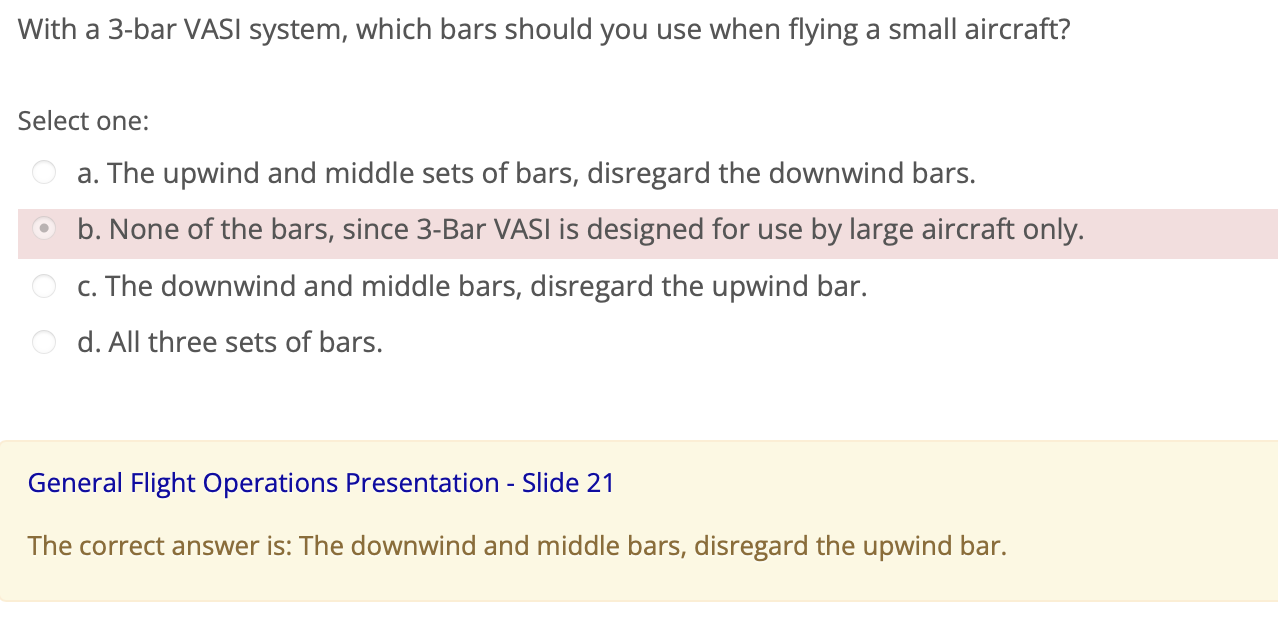 With a 3-bar VASI system, which bars should you use when flying a small aircraft?
Select one:
a. The upwind and middle sets of bars, disregard the downwind bars.
b. None of the bars, since 3-Bar VASI is designed for use by large aircraft only.
c. The downwind and middle bars, disregard the upwind bar.
d. All three sets of bars.
General Flight Operations Presentation - Slide 21
The correct answer is: The downwind and middle bars, disregard the upwind bar.